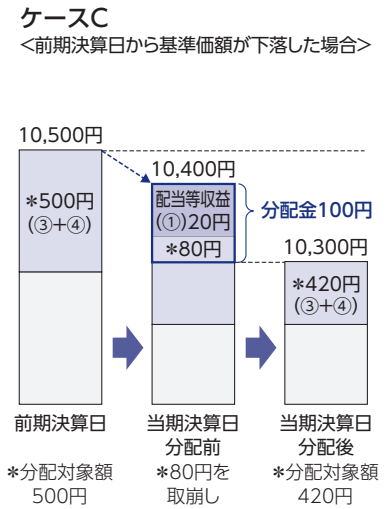 ケースC
<前期決算日から基準価額が下落した場合>
10,500円
*500円
(③+④)
10,400円
配当等収益
(①)20円
*80円
分配金100円
10,300円
*420円
(③+④)
前期決算日
*分配対象額
500円
当期決算日
分配前
*80円を
取崩し
当期決算日
分配後
*分配対象額
420円